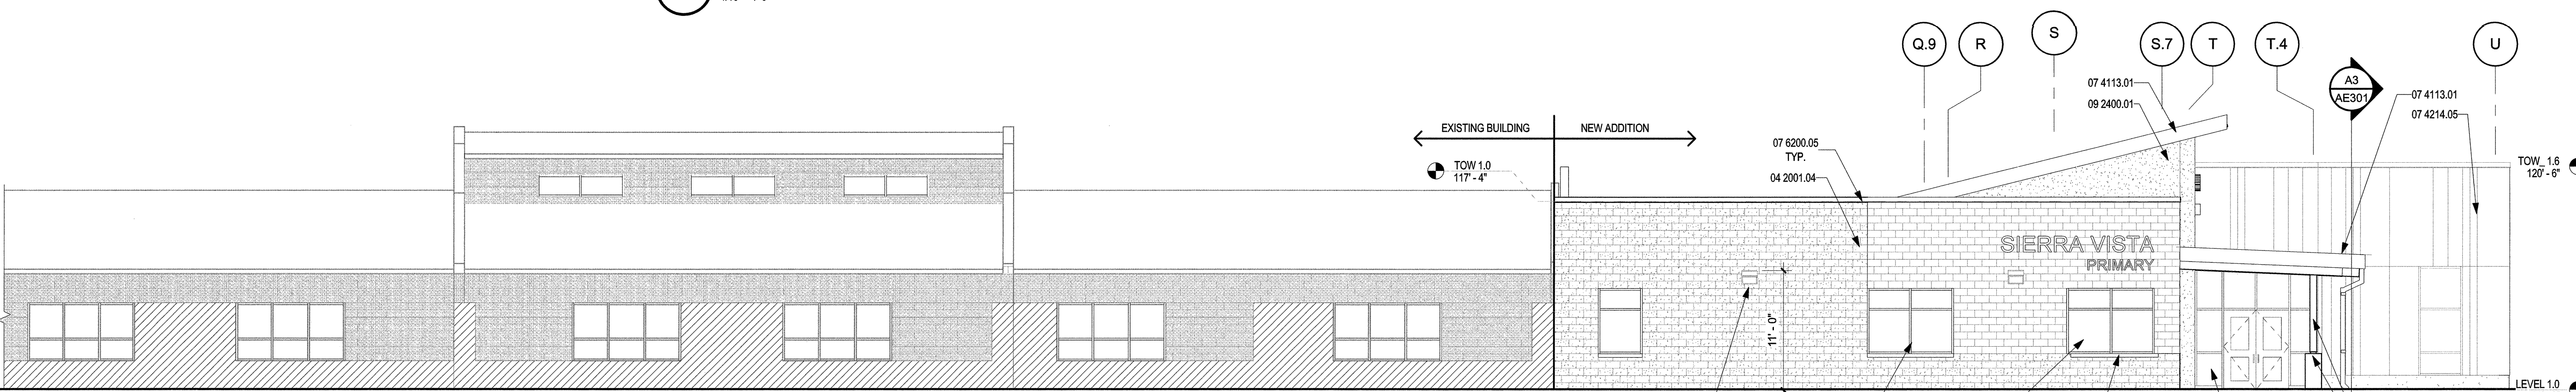 Q.9
R
S
S.7
T
T.4
U
A3
AE301
07 4113.01
09 2400.01
07 4113.01
07 4214.05
EXISTING BUILDING
NEW ADDITION
07 6200.05
TYP.
04 2001.04
TOW 1.0
117' - 4"
TOW_ 1.6
120' - 6"
SIERRA VISTA
PRIMARY
11' - 0"
LEVEL 1.0